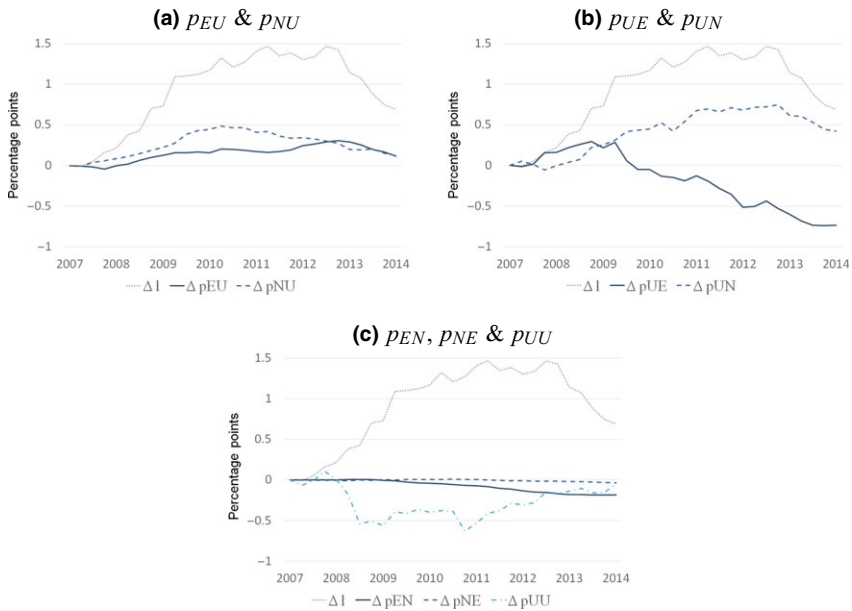 (a) pEU & pNU
Percentage points
1.5
1
0.5
0
−0.5
−1
2007 2008 2009 2010 2011 2012 2013 2014
Δ I Δ pEU Δ pNU
(b) pUE & pUN
Percentage points
1.5
1
0.5
0
−0.5
−1
2007 2008 2009 2010 2011 2012 2013 2014
Δ I Δ pUE Δ pUN
(c) pEN, pNE & pUU
Percentage points
1.5
1
0.5
0
−0.5
−1
2007 2008 2009 2010 2011 2012 2013 2014
Δ I Δ pEN Δ pNE Δ pUU